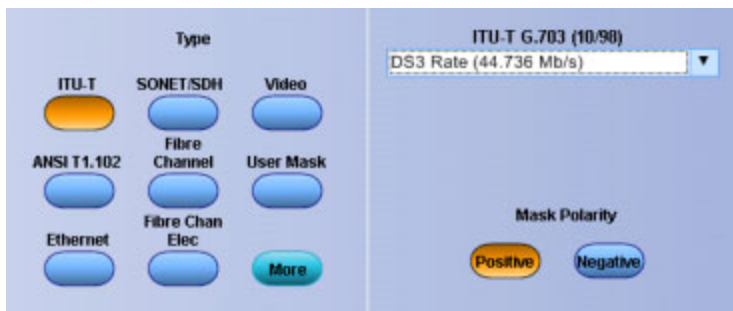 Type
ITU-T
SONET/SDH
Video
ANSI T1.102
Fibre
Channel
User Mask
Ethernet
Fibre Chan
Elec
More
ITU-T G.703 (10/98)
DS3 Rate (44.736 Mb/s)
Mask Polarity
Positive
Negative